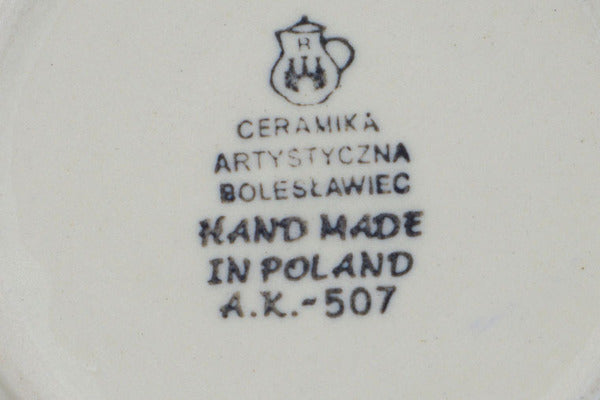 R
CERAMIKA
ARTYSTYCZNA
BOLESŁAWIEC
HAND MADE
IN POLAND
A.K.-507